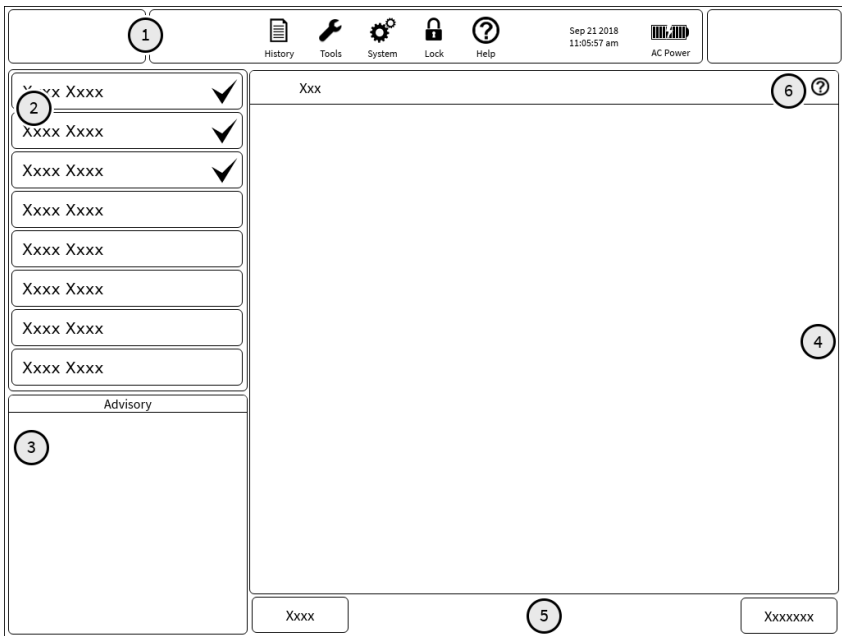 1
History Tools System Lock Help
Sep 21 2018
11:05:57 am
AC Power
2
Xxxx Xxxx
Xxxx Xxxx
Xxxx Xxxx
Xxxx Xxxx
Xxxx Xxxx
Xxxx Xxxx
Xxxx Xxxx
Xxxx Xxxx
Advisory
3
Xxx
6
?
4
Xxxx
5
Xxxxxxx